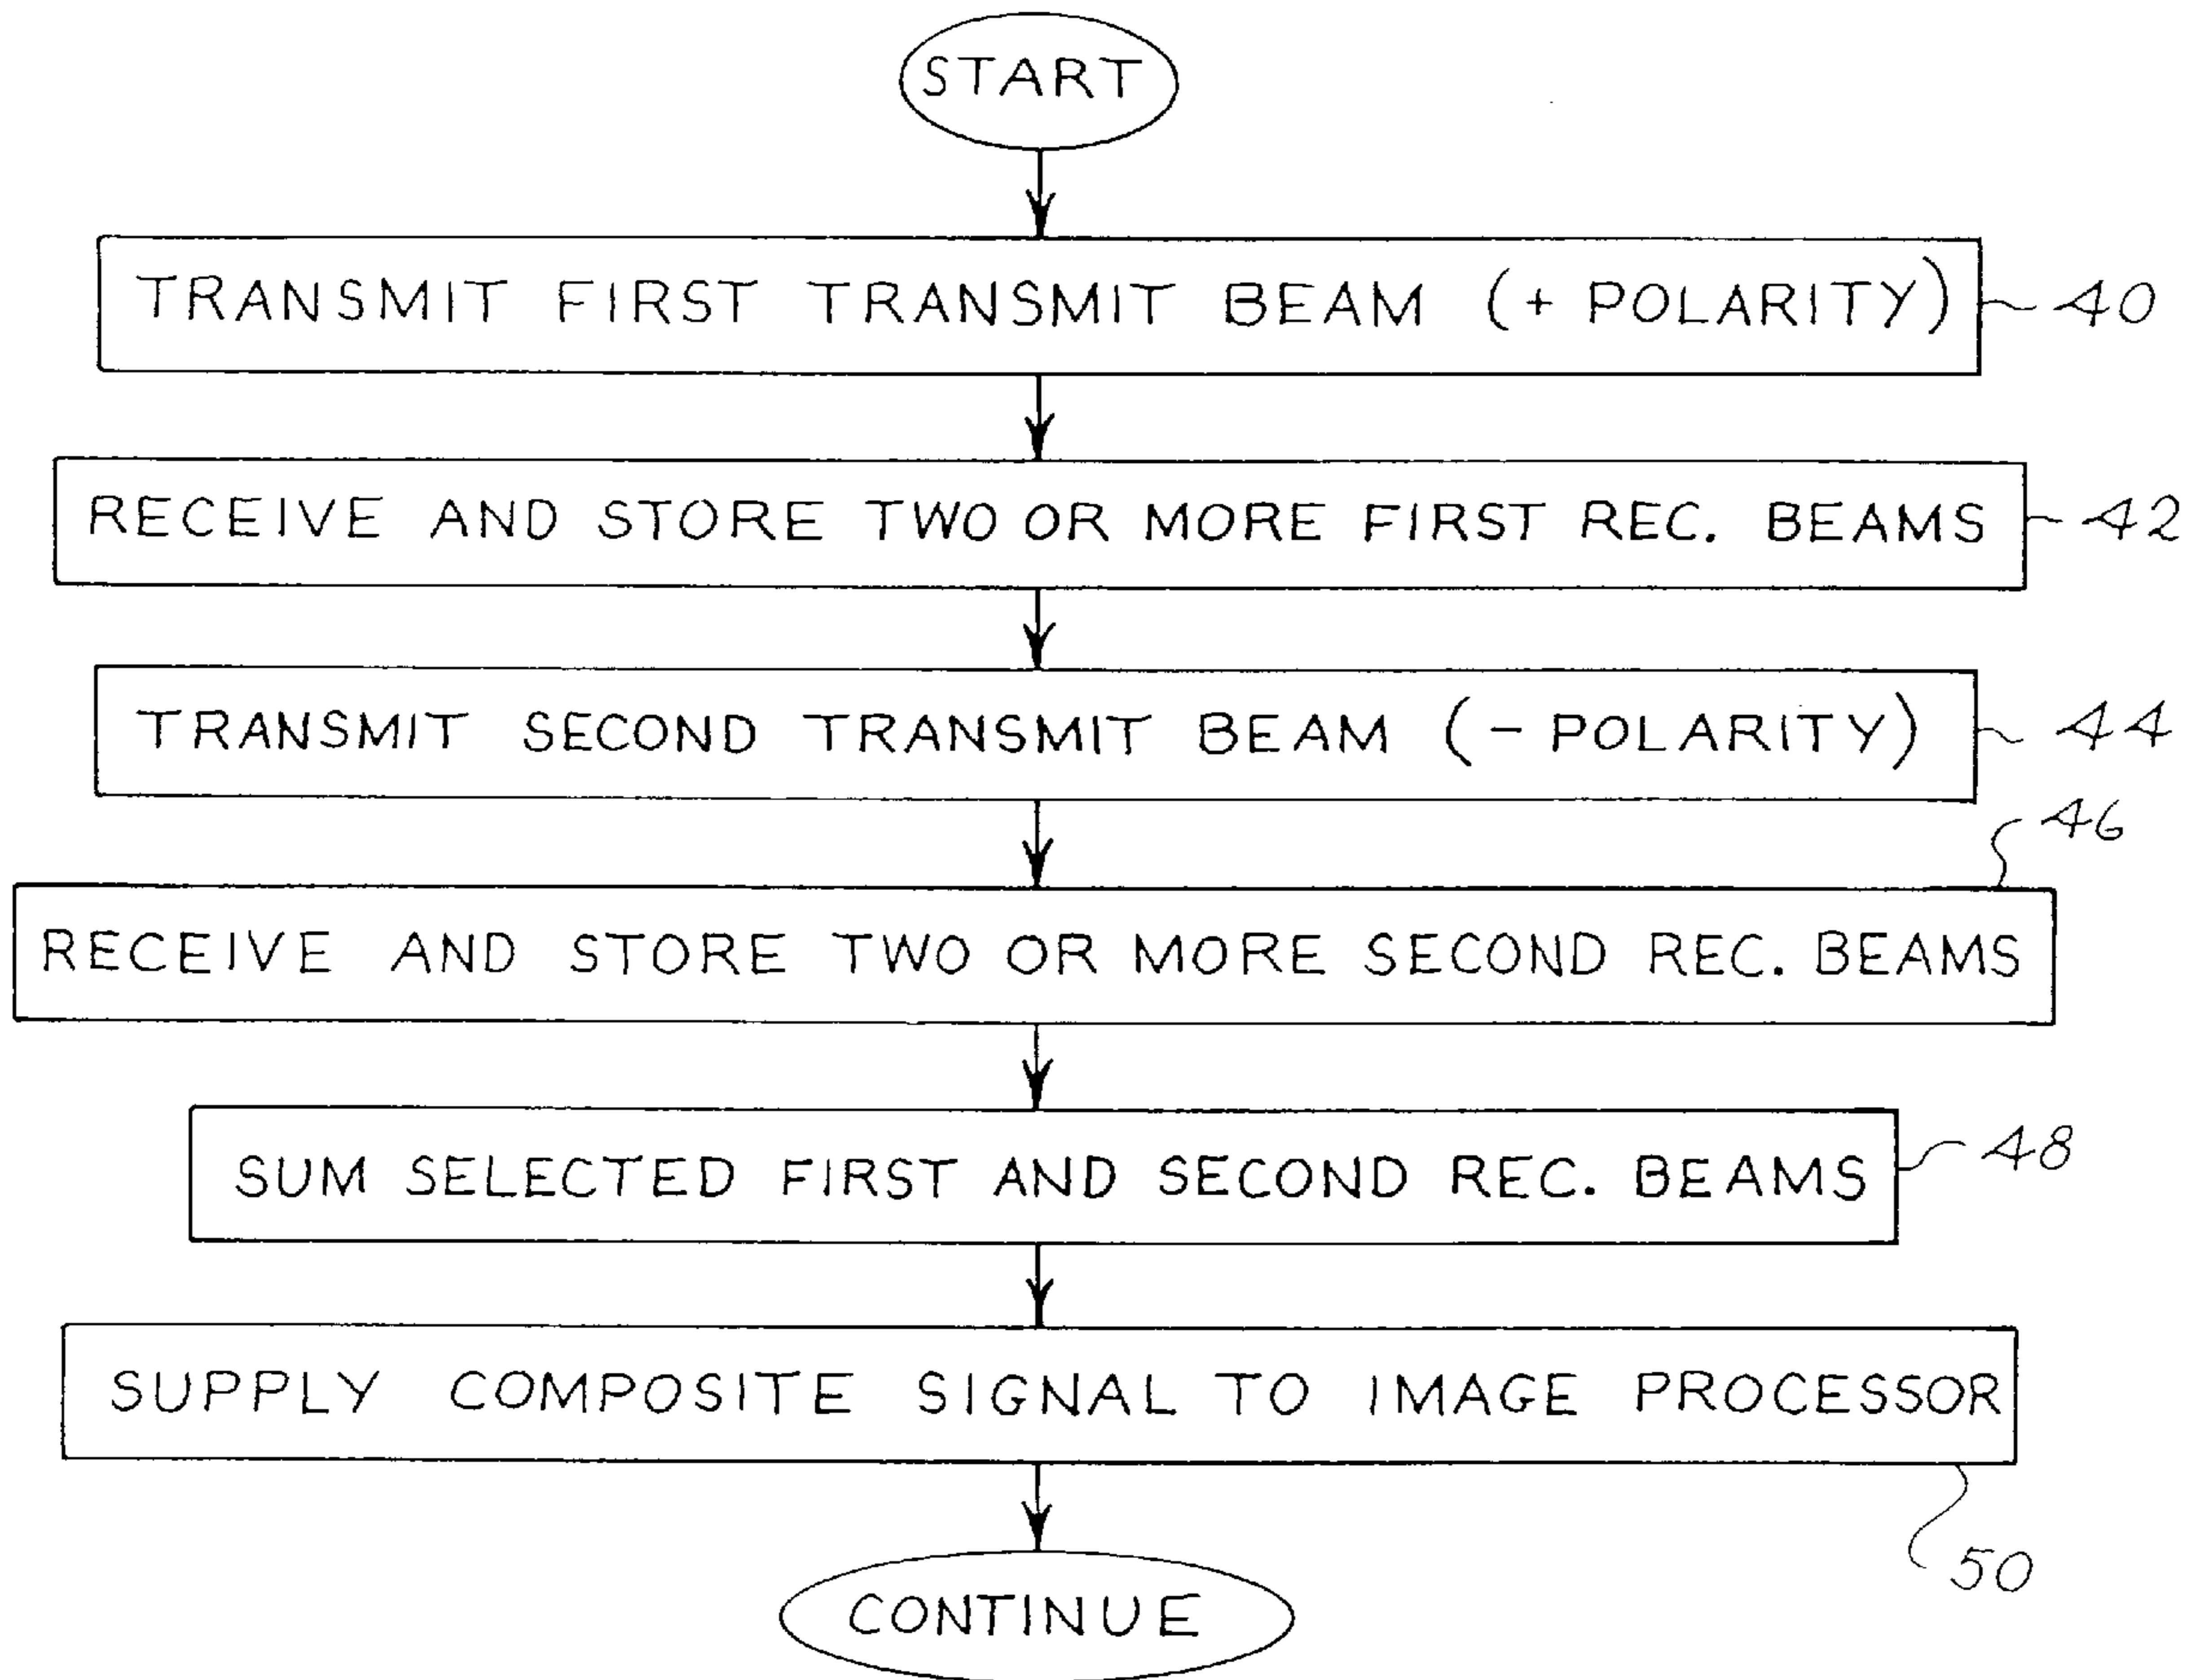 START
TRANSMIT FIRST TRANSMIT BEAM (+ POLARITY)
40
RECEIVE AND STORE TWO OR MORE FIRST REC. BEAMS
42
TRANSMIT SECOND TRANSMIT BEAM (- POLARITY)
44
46
RECEIVE AND STORE TWO OR MORE SECOND REC. BEAMS
SUM SELECTED FIRST AND SECOND REC. BEAMS
48
SUPPLY COMPOSITE SIGNAL TO IMAGE PROCESSOR
50
CONTINUE